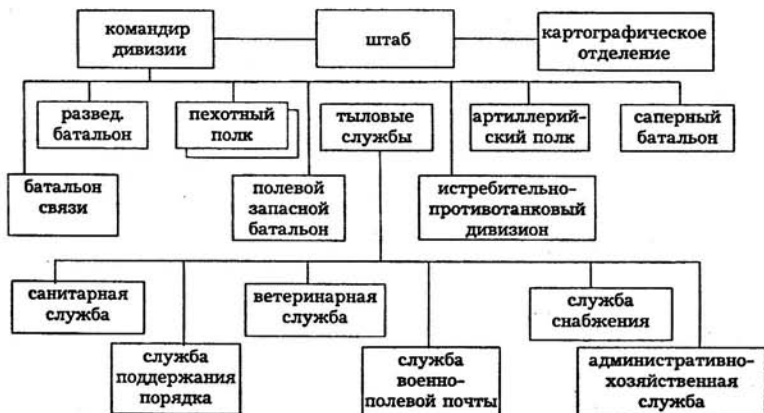 командир
дивизии
штаб
картографическое
отделение
развед.
батальон
пехотный
полк
тыловые
службы
артиллерий-
ский полк
саперный
батальон
батальон
связи
полевой
запасной
батальон
истребительно-
противотанковый
дивизион
санитарная
служба
ветеринарная
служба
служба
снабжения
служба
поддержания
порядка
служба
военно-
полевой почты
административно-
хозяйственная
служба